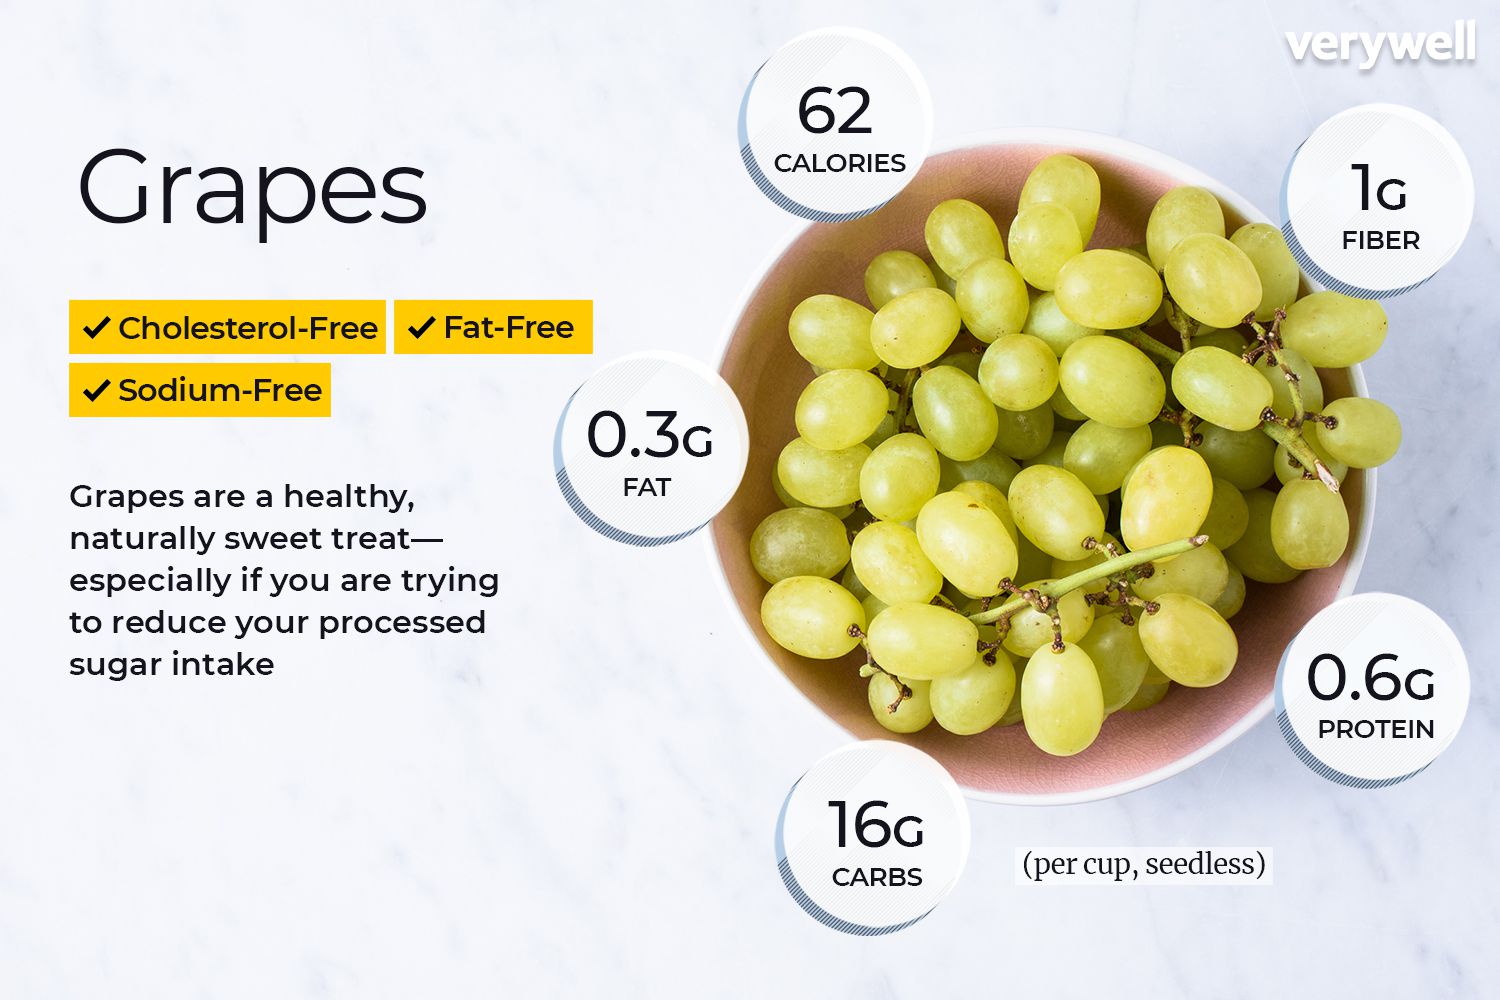 verywell
Grapes
Cholesterol-Free
Fat-Free
Sodium-Free
Grapes are a healthy,
naturally sweet treat—
especially if you are trying
to reduce your processed
sugar intake
62
CALORIES
1G
FIBER
0.3G
FAT
0.6G
PROTEIN
16G
CARBS
(per cup, seedless)